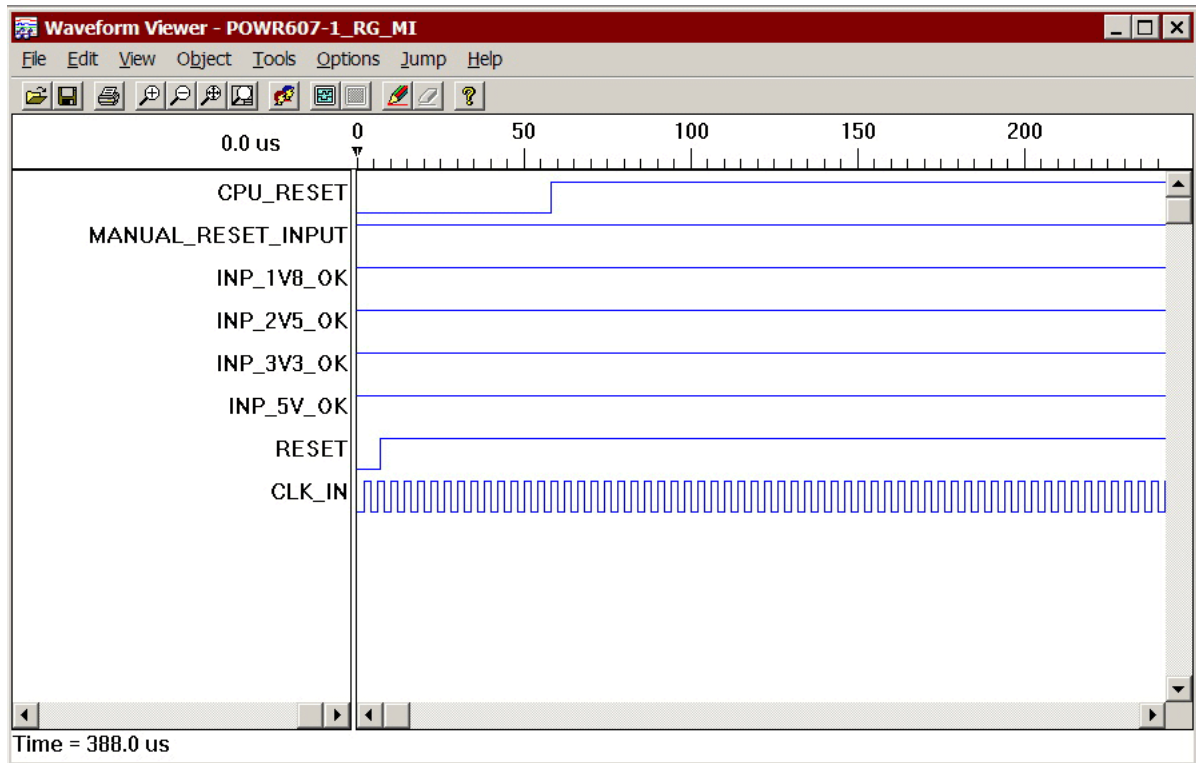 Waveform Viewer - POWR607-1_RG_MI
File Edit View Object Tools Options Jump Help
0.0 us 0 50 100 150 200
CPU_RESET
MANUAL_RESET_INPUT
INP_1V8_OK
INP_2V5_OK
INP_3V3_OK
INP_5V_OK
RESET
CLK_IN
Time = 388.0 us